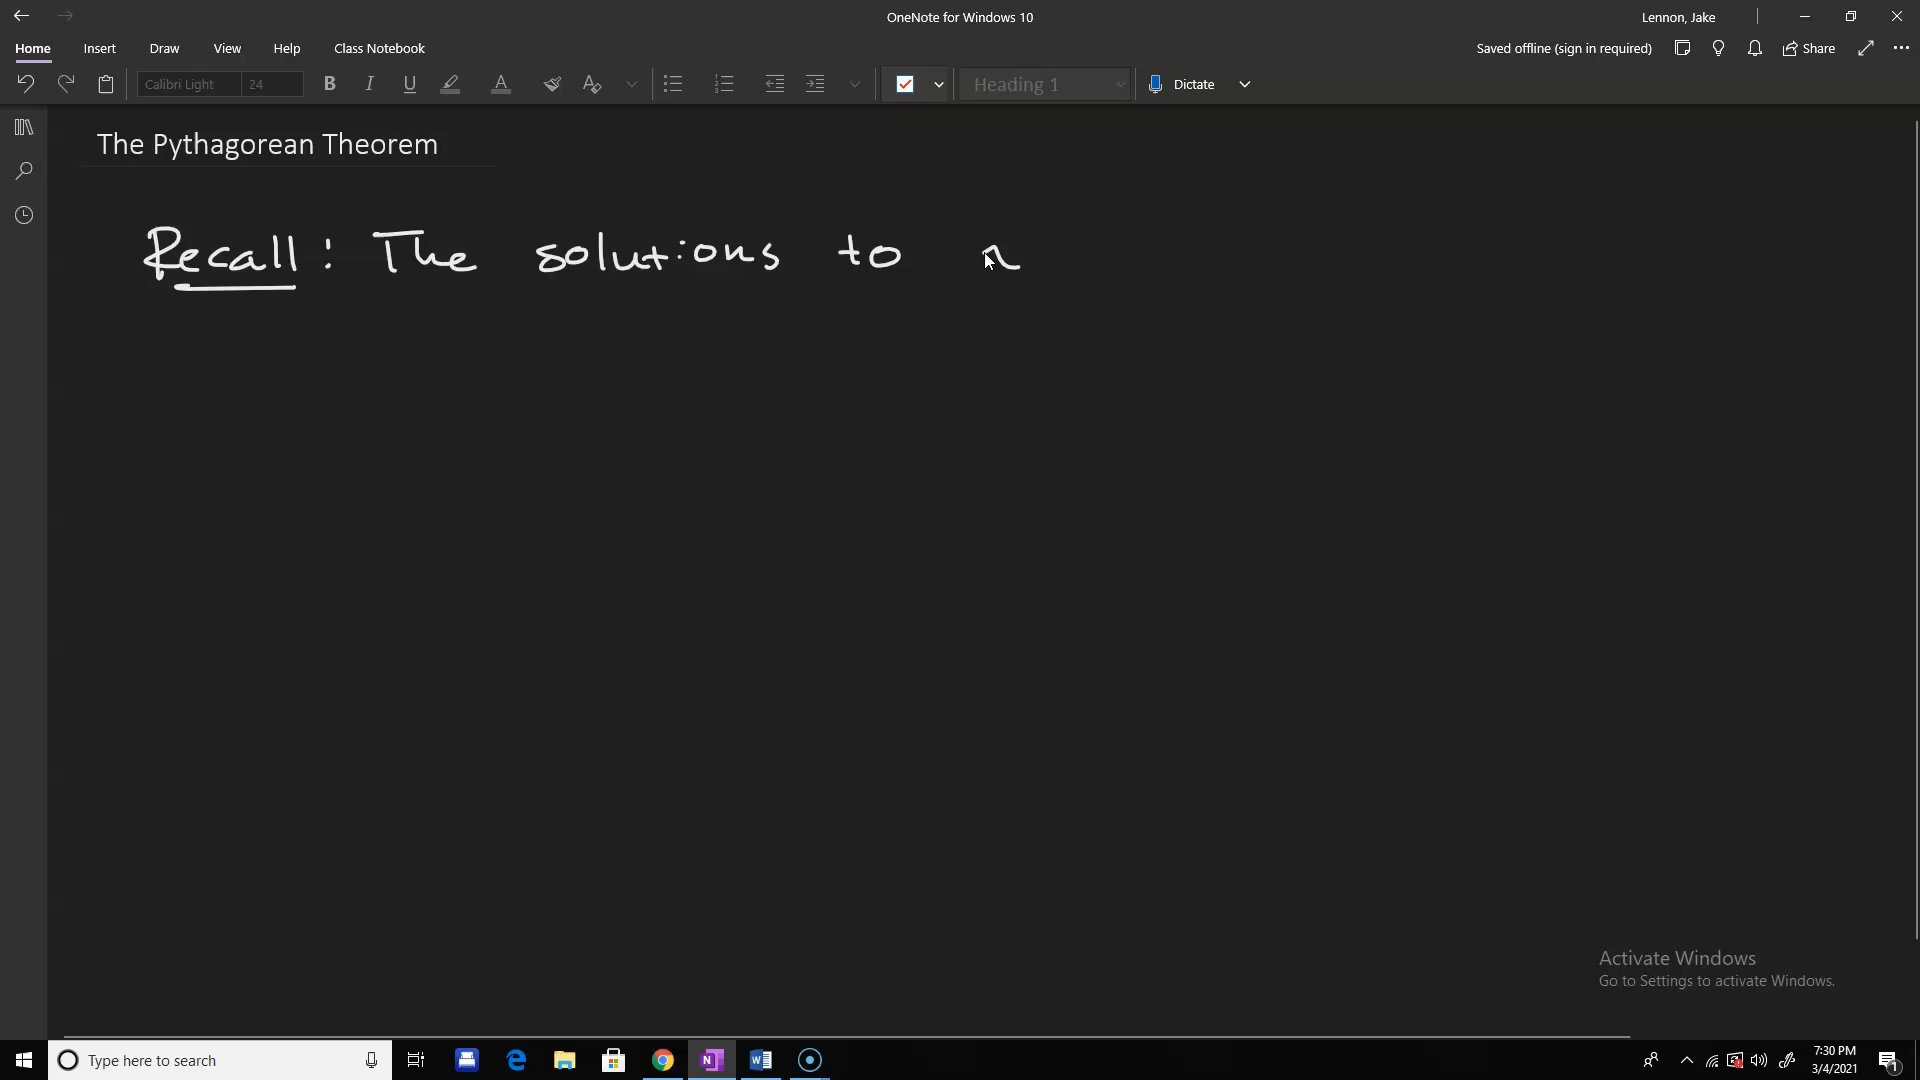 OneNote for Windows 10
Lennon, Jake
Home Insert Draw View Help Class Notebook
Saved offline (sign in required)
Share
Calibri Light 24 B I U A Heading 1 Dictate
The Pythagorean Theorem
Recall: The solutions to
Activate Windows
Go to Settings to activate Windows.
Type here to search
7:30 PM
3/4/2021
1